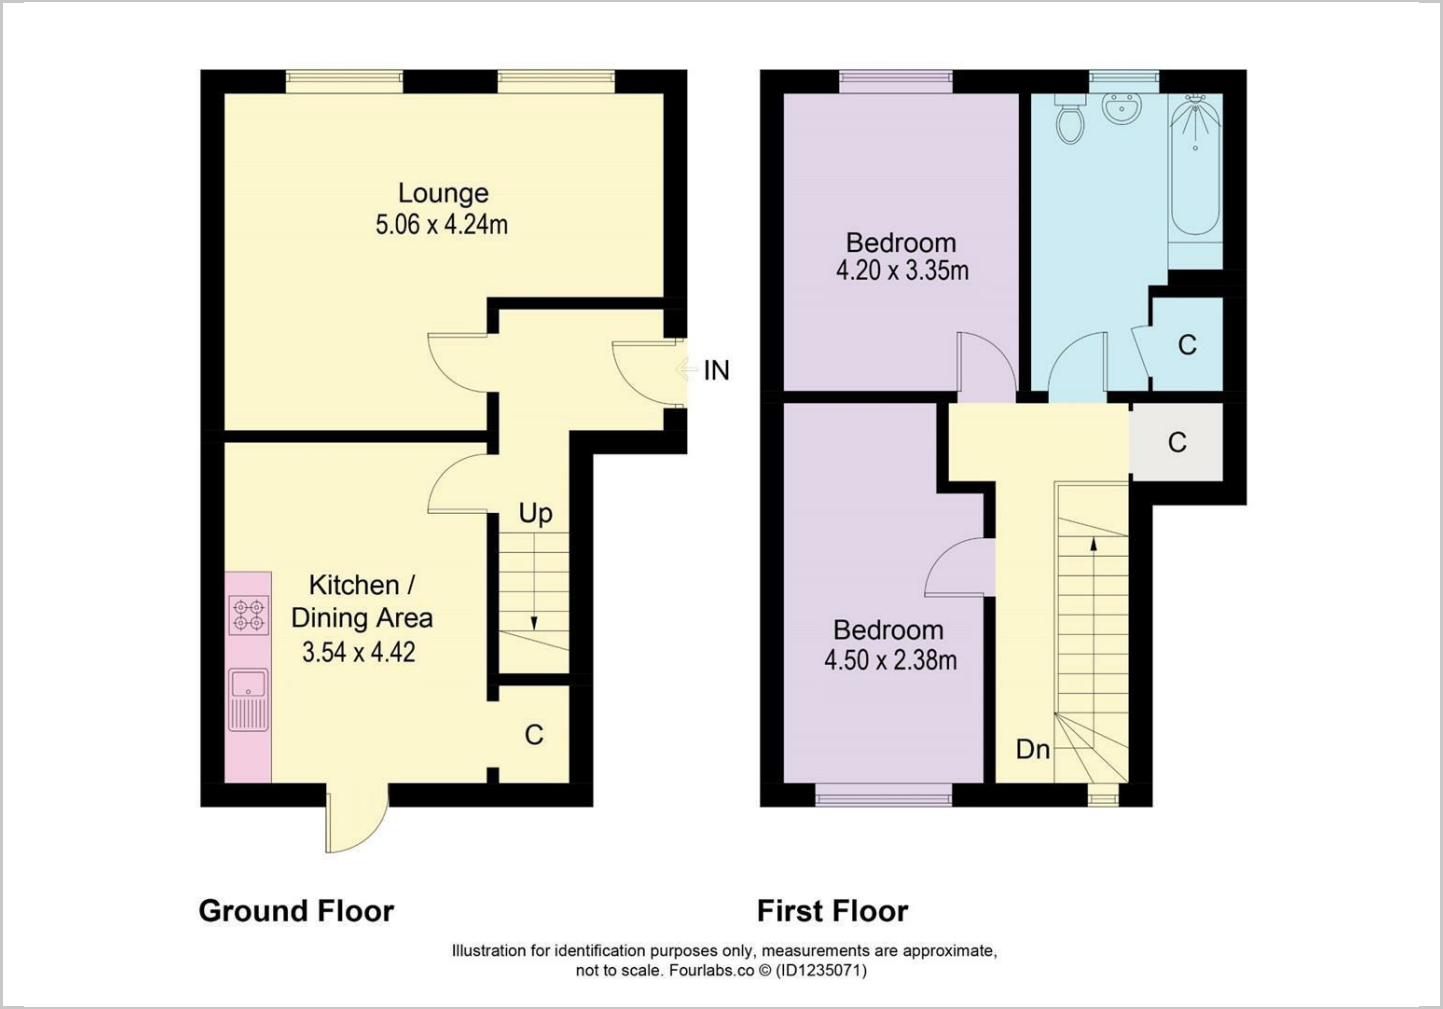 Lounge
5.06 x 4.24m
IN
Up
Kitchen /
Dining Area
3.54 x 4.42
C
Ground Floor
Bedroom
4.20 x 3.35m
C
C
Bedroom
4.50 x 2.38m
Dn
First Floor
Illustration for identification purposes only, measurements are approximate,
not to scale. Fourlabs.co © (ID1235071)